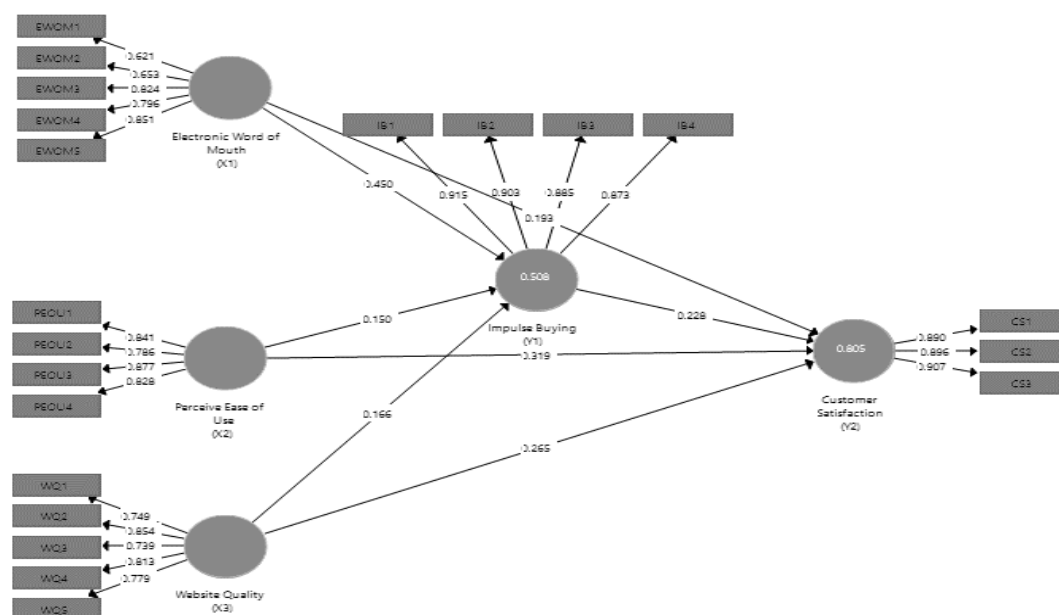 EWOM1
EWOM2
EWOM3
EWOM4
EWOM5
0.621
0.653
0.824
0.796
0.851
Electronic Word of
Mouth
(X1)
IB1
IB2
IB3
IB4
0.915
0.903
0.885
0.873
0.450
0.193
0.508
Impulse Buying
(Y1)
PEOU1
PEOU2
PEOU3
PEOU4
0.841
0.786
0.877
0.828
Perceive Ease of
Use
(X2)
0.150
0.228
0.319
0.166
0.265
0.805
Customer
Satisfaction
(Y2)
0.890
0.896
0.907
CS1
CS2
CS3
WQ1
WQ2
WQ3
WQ4
WQ5
0.749
0.854
0.739
0.813
0.779
Website Quality
(X3)